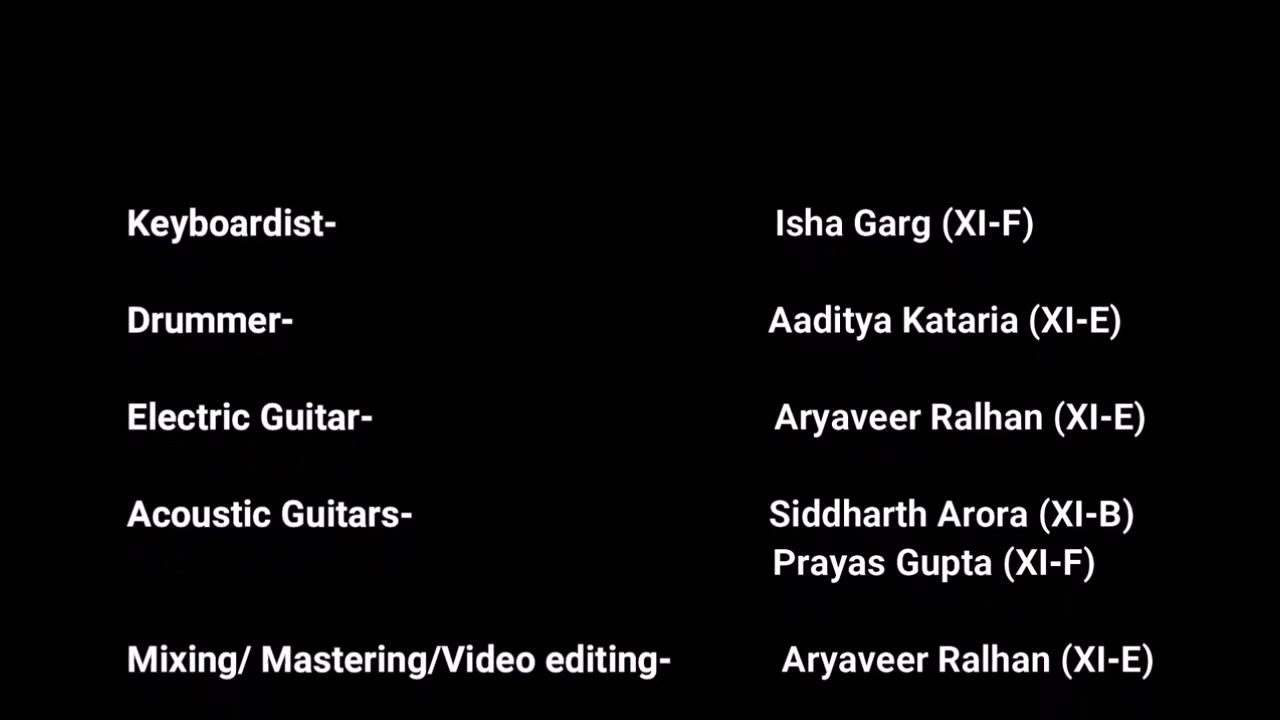 Keyboardist- Isha Garg (XI-F)
Drummer- Aaditya Kataria (XI-E)
Electric Guitar- Aryaveer Ralhan (XI-E)
Acoustic Guitars- Siddharth Arora (XI-B)
Prayas Gupta (XI-F)
Mixing/ Mastering/Video editing- Aryaveer Ralhan (XI-E)